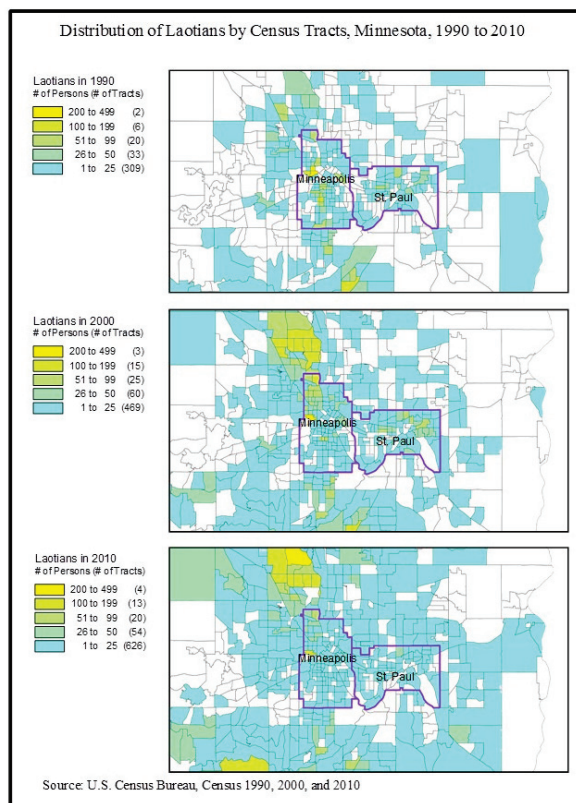 Distribution of Laotians by Census Tracts, Minnesota, 1990 to 2010
Laotians in 1990
# of Persons (# of Tracts)
200 to 499 (2)
100 to 199 (6)
51 to 99 (20)
26 to 50 (33)
1 to 25 (309)
Minneapolis
St. Paul
Laotians in 2000
# of Persons (# of Tracts)
200 to 499 (3)
100 to 199 (15)
51 to 99 (25)
26 to 50 (60)
1 to 25 (469)
Minneapolis
St. Paul
Laotians in 2010
# of Persons (# of Tracts)
200 to 499 (4)
100 to 199 (13)
51 to 99 (20)
26 to 50 (54)
1 to 25 (626)
Minneapolis
St. Paul
Source: U.S. Census Bureau, Census 1990, 2000, and 2010